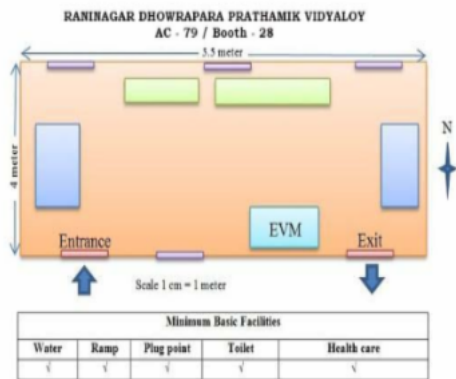 RANINAGAR DHOWRAPARA PRATHAMIK VIDYALOY
AC - 79 / Booth - 28
5.5 meter
4 meter
N
EVM
Entrance
Exit
Scale 1 cm = 1 meter
Minimum Basic Facilities
Water Ramp Plug point Toilet Health care
√ √ √ √ √